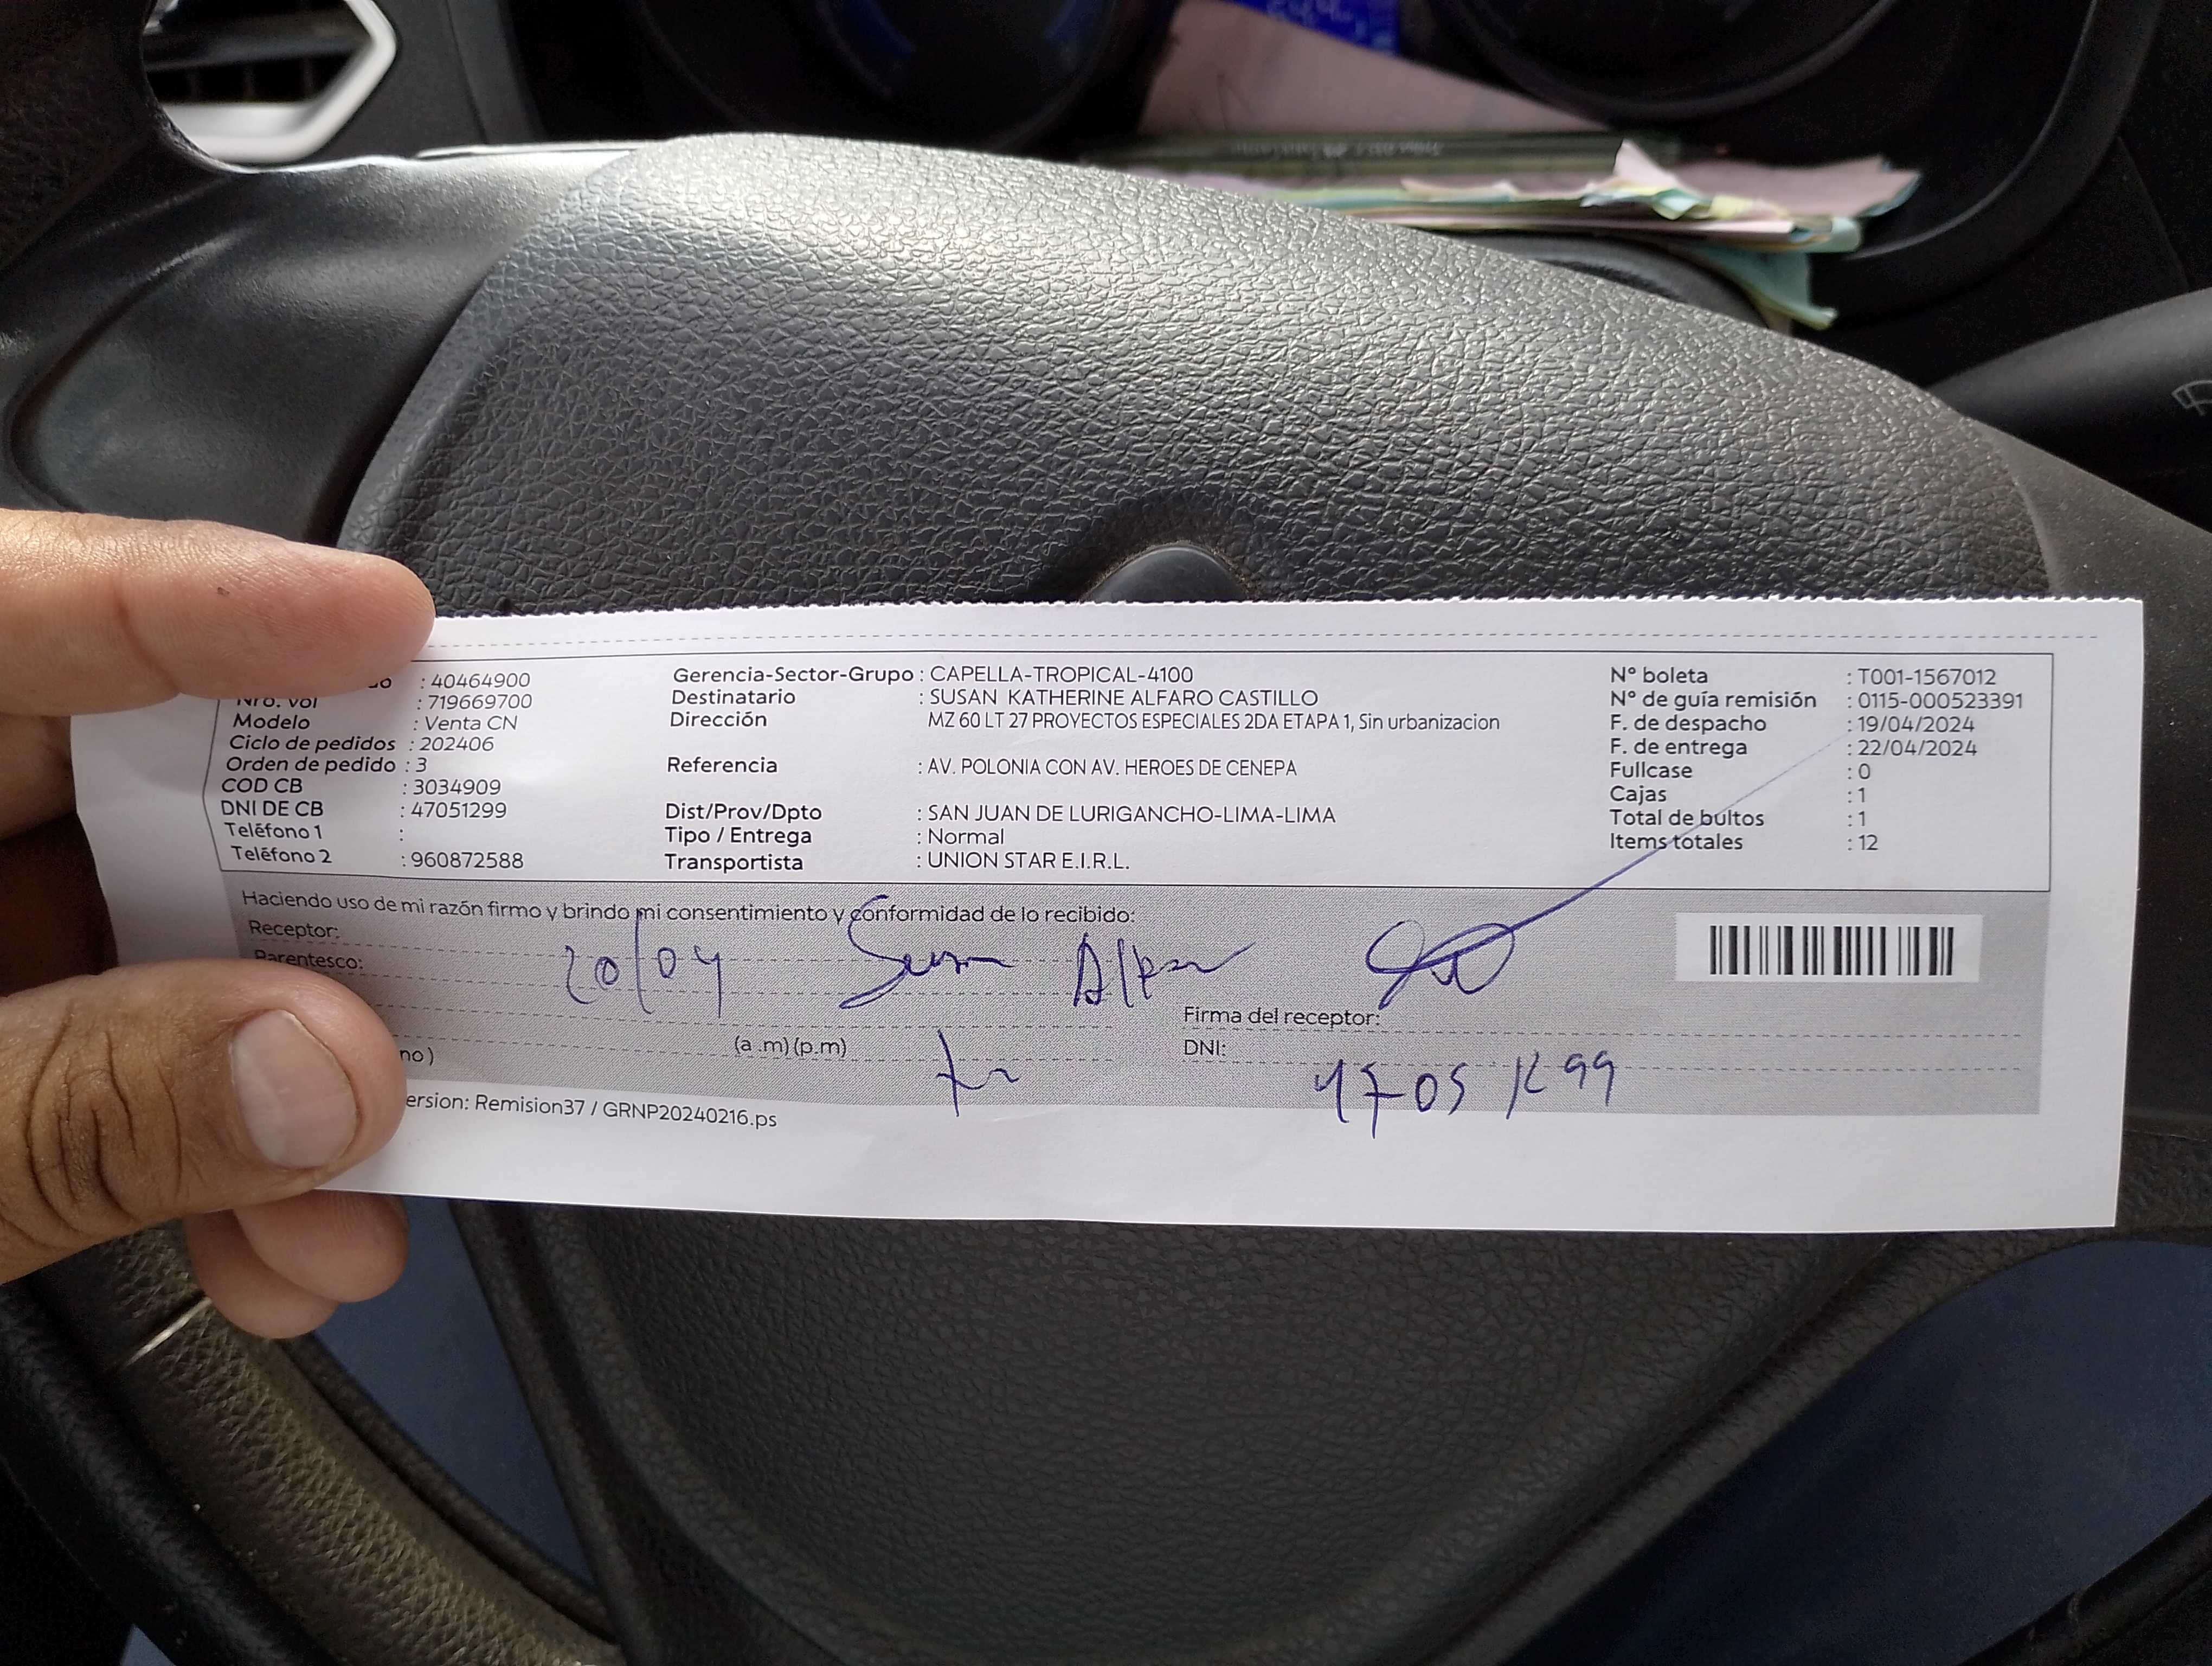 do : 40464900
Nro. Vol : 719669700
Modelo : Venta CN
Ciclo de pedidos : 202406
Orden de pedido : 3
COD CB : 3034909
DNI DE CB : 47051299
Teléfono 1 :
Teléfono 2 : 960872588
Gerencia-Sector-Grupo : CAPELLA-TROPICAL-4100
Destinatario : SUSAN KATHERINE ALFARO CASTILLO
Dirección MZ 60 LT 27 PROYECTOS ESPECIALES 2DA ETAPA 1, Sin urbanizacion
Referencia : AV. POLONIA CON AV. HEROES DE CENEPA
Dist/Prov/Dpto : SAN JUAN DE LURIGANCHO-LIMA-LIMA
Tipo / Entrega : Normal
Transportista : UNION STAR E.I.R.L.
N° boleta : T001-1567012
N° de guía remisión : 0115-000523391
F. de despacho : 19/04/2024
F. de entrega : 22/04/2024
Fullcase : 0
Cajas : 1
Total de bultos : 1
Items totales : 12
Haciendo uso de mi razón firmo y brindo mi consentimiento y conformidad de lo recibido:
Receptor:
Parentesco:
20/04 Susan
Firma del receptor:
no) (a .m) (p.m)
DNI: 47051299
ersion: Remision37 / GRNP20240216.ps